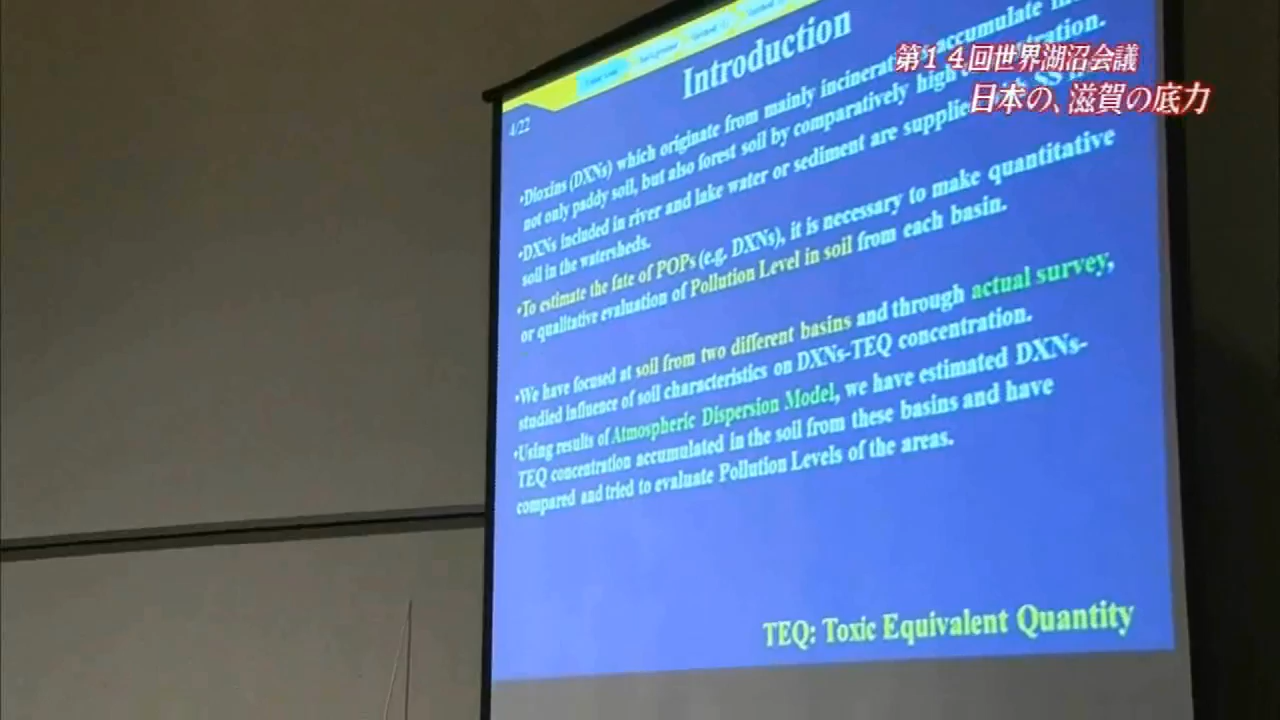 第１４回世界湖沼会議
日本の、滋賀の底力
Introduction
4/22
•Dioxins (DXNs) which originate from mainly incinerat accumulate
not only paddy soil, but also forest soil by comparatively high
•DXNs included in river and lake water or sediment are supplie
soil in the watersheds.
•To estimate the fate of POPs (e.g. DXNs), it is necessary to make quantitative
or qualitative evaluation of Pollution Level in soil from each basin.
•We have focused at soil from two different basins and through actual survey,
studied influence of soil characteristics on DXNs-TEQ concentration.
•Using results of Atmospheric Dispersion Model, we have estimated DXNs-
TEQ concentration accumulated in the soil from these basins and have
compared and tried to evaluate Pollution Levels of the areas.
TEQ: Toxic Equivalent Quantity